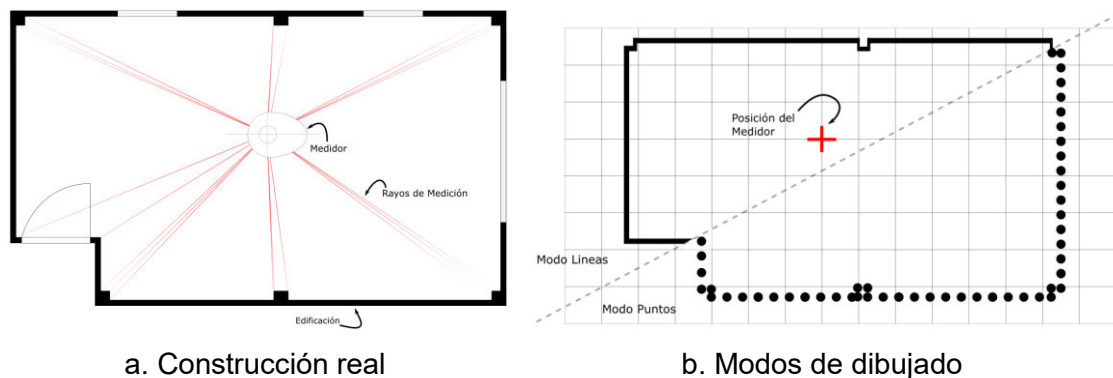 Medidor
Rayos de Medición
Edificación
Posición del
Medidor
Modo Lineas
Modo Puntos
a. Construcción real
b. Modos de dibujado